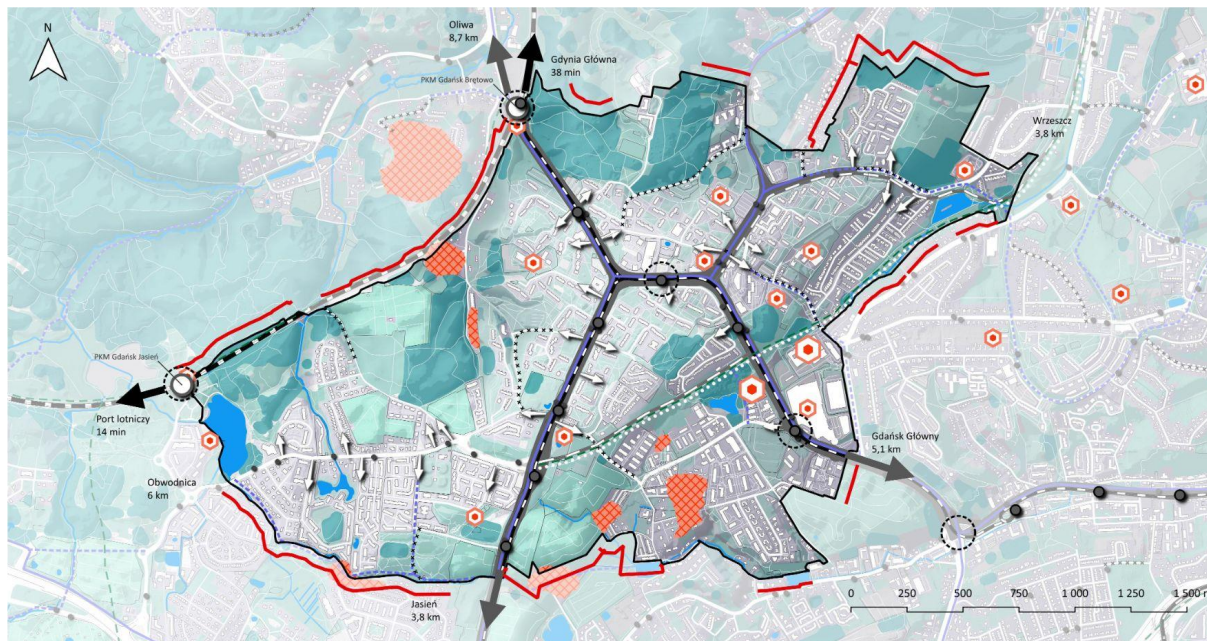 N
Oliwa
8,7 km
Gdynia Główna
38 min
PKM Gdańsk Brętowo
Wrzeszcz
3,8 km
PKM Gdańsk Jasień
Port lotniczy
14 min
Obwodnica
6 km
Gdańsk Główny
5,1 km
Jasień
3,8 km
0 250 500 750 1 000 1 250 1 500 m